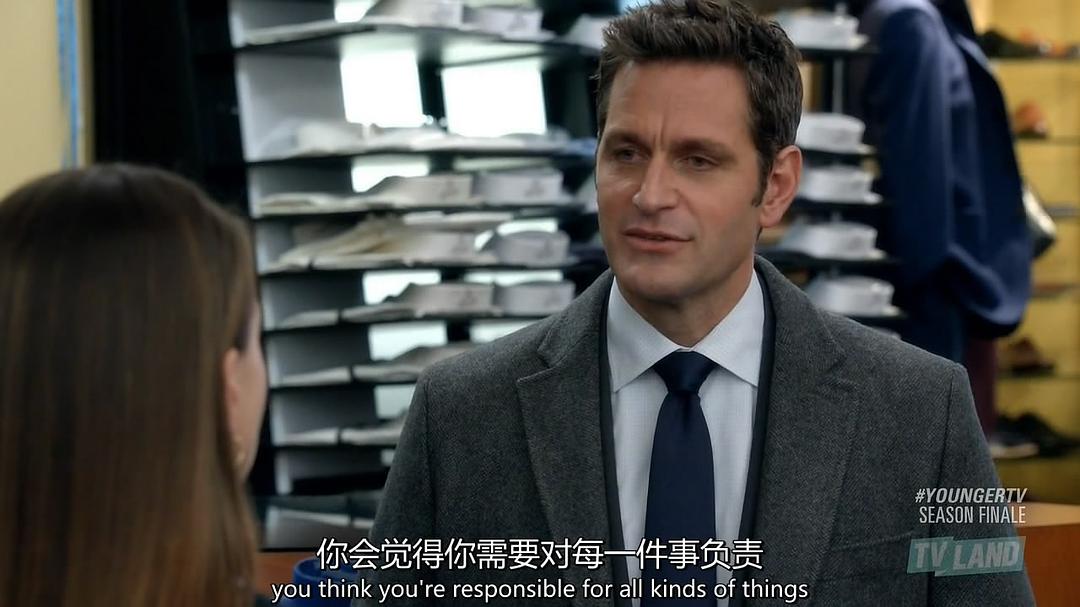 #YOUNGERTV
SEASON FINALE
TV LAND
你会觉得你需要对每一件事负责
you think you're responsible for all kinds of things